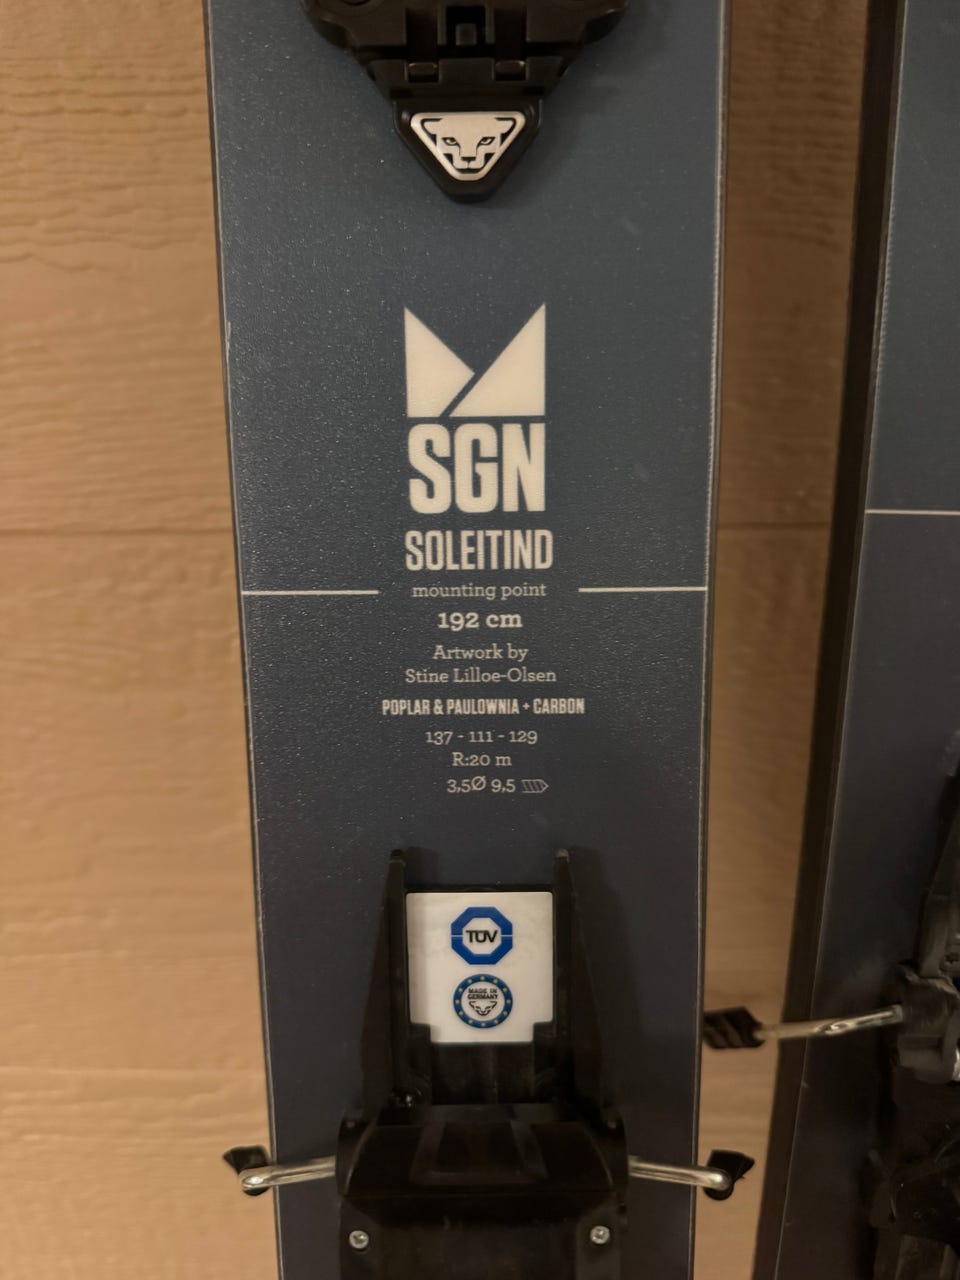 SGN
SOLEITIND
mounting point
192 cm
Artwork by
Stine Lilloe-Olsen
POPLAR & PAULOWNIA + CARBON
137 - 111 - 129
R:20 m
3,5Ø 9,5
TÜV
MADE IN
GERMANY